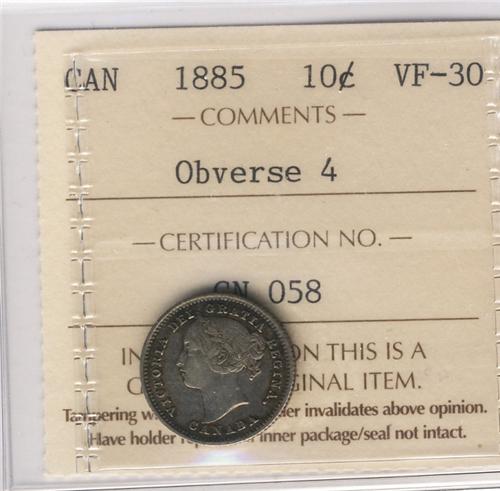 CAN 1885 10¢ VF-30
— COMMENTS —
Obverse 4
— CERTIFICATION NO. —
CN 058
IN ON THIS IS A
GINAL ITEM.
Tampering invalidates above opinion.
Have holder inner package/seal not intact.
VICTORIA DEI GRATIA REGINA.
CANADA